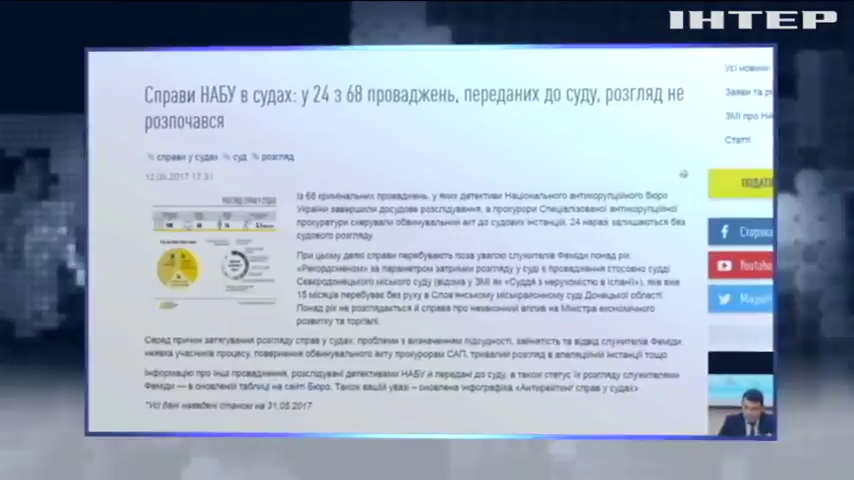 ІНТЕР
Усі новини
Справи НАБУ в судах: у 24 з 68 проваджень, переданих до суду, розгляд не
розпочався
Заяви та
ЗМІ про
Статті
справи у судах суд розгляд
12.06.2017 17:31
ПОДАТИ
Із 68 кримінальних проваджень, у яких детективи Національного антикорупційного бюро
України завершили досудове розслідування, а прокурори Спеціалізованої антикорупційної
прокуратури скерували обвинувальний акт до судових інстанцій, 24 наразі залишаються без
судового розгляду.
При цьому деякі справи перебувають поза увагою служителів Феміди понад рік.
«Рекордсменом» за параметром затримки розгляду у суді є провадження стосовно судді
Сєвєродонецького міського суду (відома у ЗМІ як «Суддя з нерухомістю в Іспанії»), яке вже
15 місяців перебуває без руху в Слов'янському міськрайонному суді Донецької області.
Понад рік не розглядається й справа про незаконний вплив на Міністра економічного
розвитку та торгівлі.
Youtube
Серед причин затягування розгляду справ у судах: проблеми з визначенням підсудності, зайнятість та відвід служителів Феміди
неявка учасників процесу, повернення обвинувального акту прокурорам САП, тривалий розгляд в апеляційній інстанції тощо
Інформацію про інші провадження, розслідувані детективами НАБУ й передані до суду, а також статус їх розгляду служителями
Феміди — в оновленій таблиці на сайті Бюро. Також вашій увазі – оновлена інфографіка «Антирейтинг справ у судах»
*Усі дані наведені станом на 31.05.2017